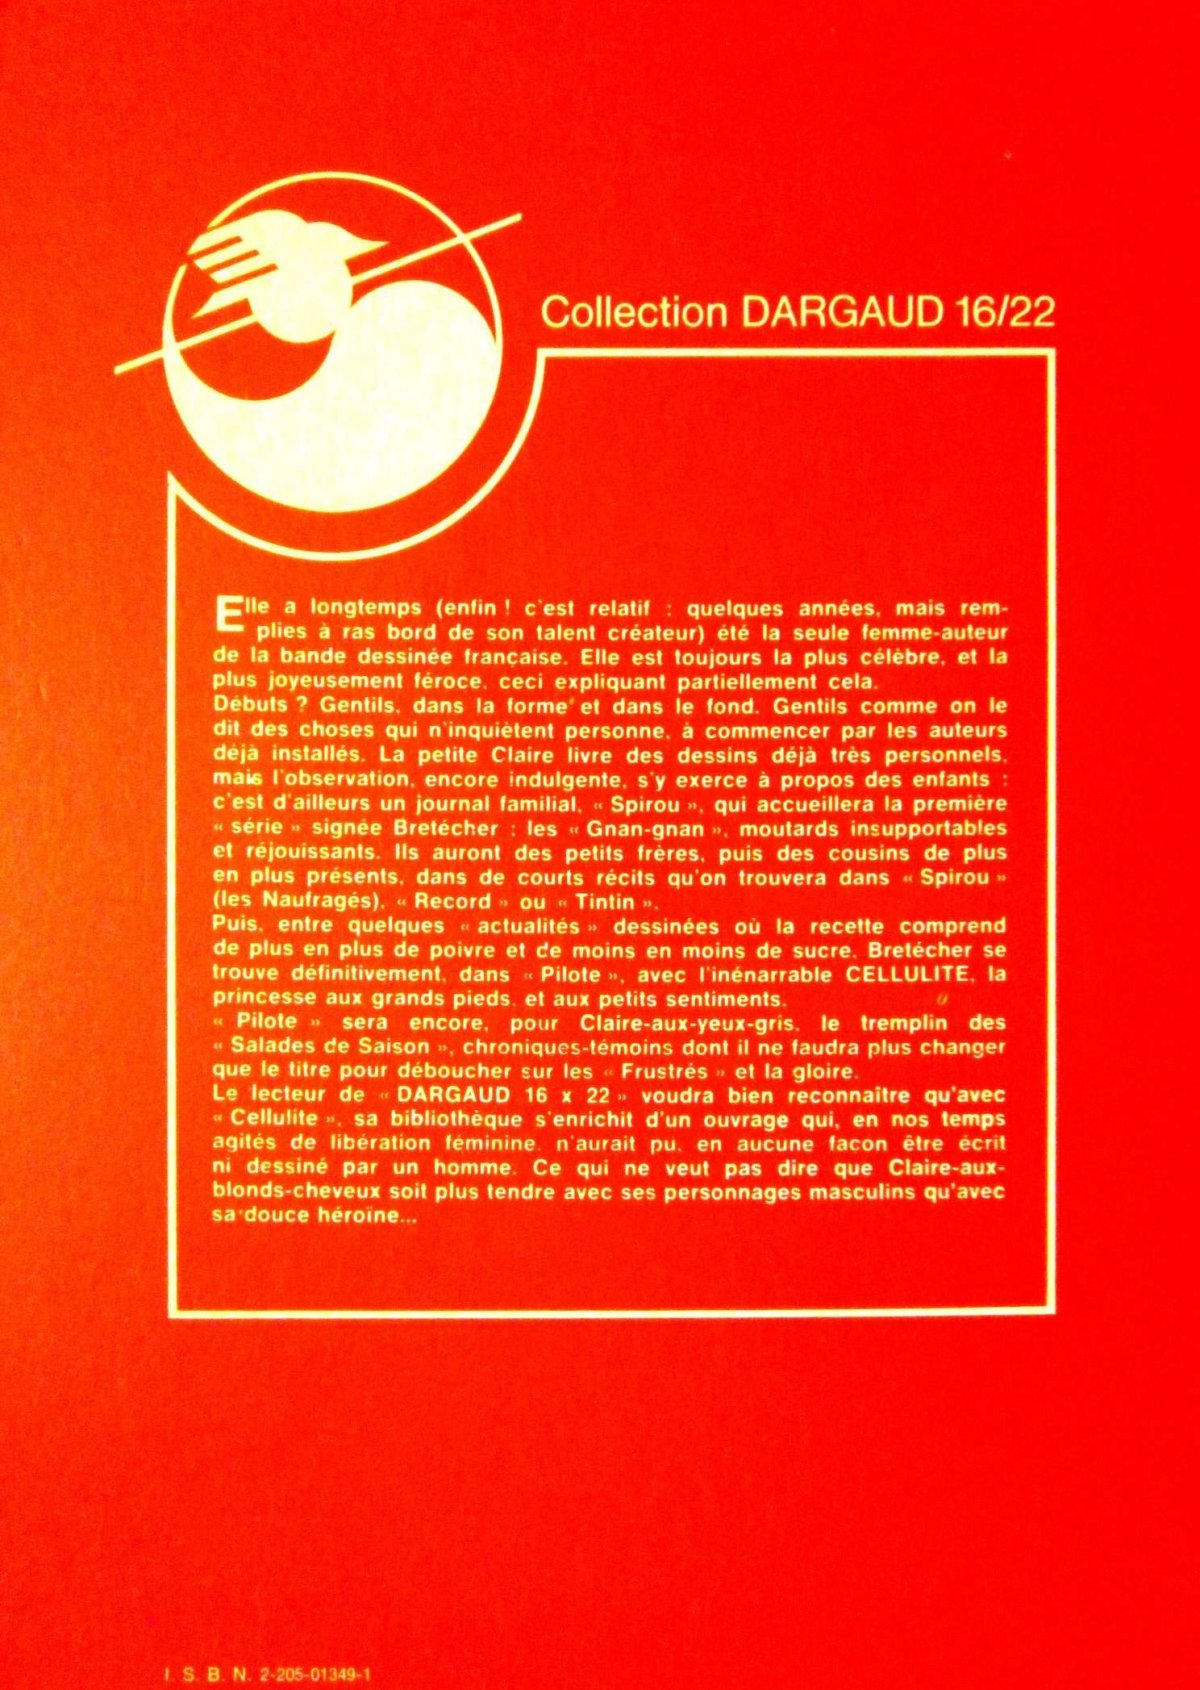 Collection DARGAUD 16/22
Elle a longtemps (enfin ! c'est relatif : quelques années, mais rem-
plies à ras bord de son talent créateur) été la seule femme-auteur
de la bande dessinée française. Elle est toujours la plus célèbre, et la
plus joyeusement féroce, ceci expliquant partiellement cela.
Débuts ? Gentils, dans la forme et dans le fond. Gentils comme on le
dit des choses qui n'inquiètent personne, à commencer par les auteurs
déjà installés. La petite Claire livre des dessins déjà très personnels,
mais l'observation, encore indulgente, s'y exerce à propos des enfants :
c'est d'ailleurs un journal familial, « Spirou », qui accueillera la première
« série » signée Bretécher : les « Gnan-gnan », moutards insupportables
et réjouissants. Ils auront des petits frères, puis des cousins de plus
en plus présents, dans de courts récits qu'on trouvera dans « Spirou »
(les Naufragés), « Record » ou « Tintin ».
Puis, entre quelques « actualités » dessinées où la recette comprend
de plus en plus de poivre et de moins en moins de sucre, Bretécher se
trouve définitivement, dans « Pilote », avec l'inénarrable CELLULITE, la
princesse aux grands pieds, et aux petits sentiments.
« Pilote » sera encore, pour Claire-aux-yeux-gris, le tremplin des
« Salades de Saison », chroniques-témoins dont il ne faudra plus changer
que le titre pour déboucher sur les « Frustrés » et la gloire.
Le lecteur de « DARGAUD 16 x 22 » voudra bien reconnaître qu'avec
« Cellulite », sa bibliothèque s'enrichit d'un ouvrage qui, en nos temps
agités de libération féminine, n'aurait pu, en aucune facon être écrit
ni dessiné par un homme. Ce qui ne veut pas dire que Claire-aux-
blonds-cheveux soit plus tendre avec ses personnages masculins qu'avec
sa douce héroïne...
I. S. B. N. 2-205-01349-1